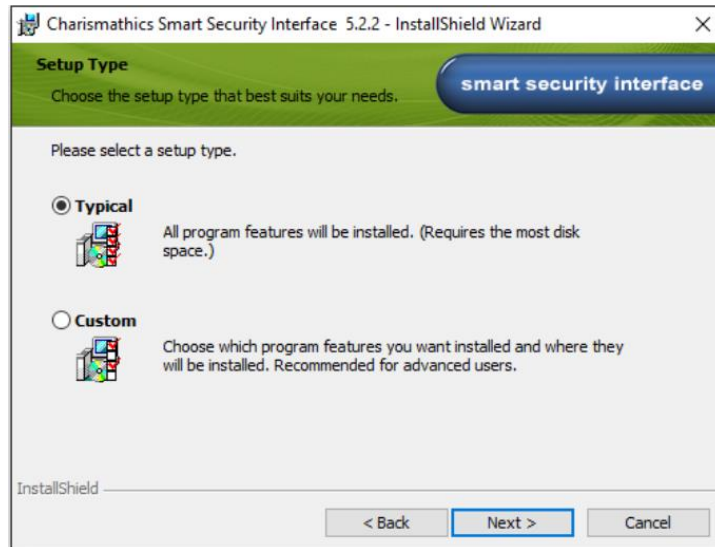 Charismathics Smart Security Interface  5.2.2 - InstallShield Wizard
Setup Type
Choose the setup type that best suits your needs.
smart security interface
Please select a setup type.
Typical
All program features will be installed. (Requires the most disk
space.)
Custom
Choose which program features you want installed and where they
will be installed. Recommended for advanced users.
InstallShield
< Back
Next >
Cancel